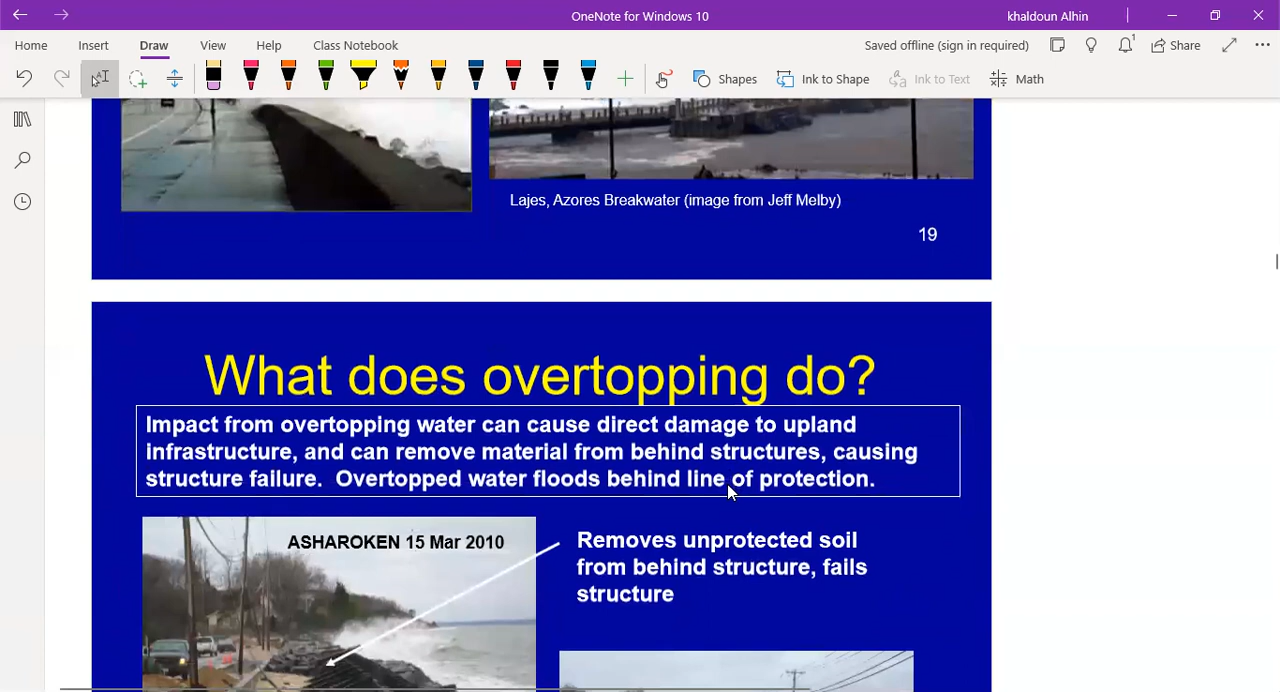 OneNote for Windows 10
khaldoun Alhin
Home
Insert
Draw
View
Help
Class Notebook
Saved offline (sign in required)
1
Share
Shapes
Ink to Shape
Ink to Text
Math
Lajes, Azores Breakwater (image from Jeff Melby)
19
What does overtopping do?
Impact from overtopping water can cause direct damage to upland
infrastructure, and can remove material from behind structures, causing
structure failure. Overtopped water floods behind line of protection.
ASHAROKEN 15 Mar 2010
Removes unprotected soil
from behind structure, fails
structure